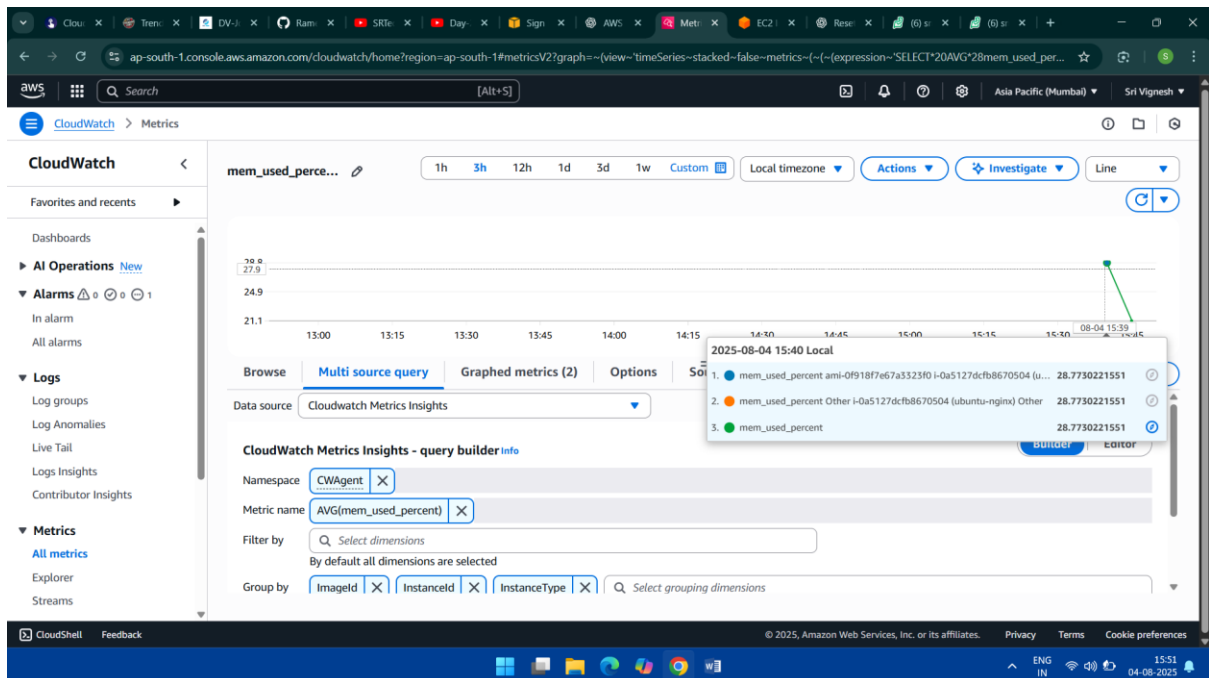 Clou
Trenc
DV-J
Ram
SRTe
Day-
Sign
AWS
Metr
EC2 I
Rese
(6) s
(6) sr
ap-south-1.console.aws.amazon.com/cloudwatch/home?region=ap-south-1#metricsV2?graph=~(view~'timeSeries~stacked~false~metrics~(~(~(expression~'SELECT*20AVG*28mem_used_per...
aws
Search
[Alt+S]
Asia Pacific (Mumbai)
Sri Vignesh
CloudWatch > Metrics
CloudWatch
Favorites and recents
Dashboards
AI Operations New
Alarms 0 0 1
In alarm
All alarms
Logs
Log groups
Log Anomalies
Live Tail
Logs Insights
Contributor Insights
Metrics
All metrics
Explorer
Streams
mem_used_perce...
1h 3h 12h 1d 3d 1w Custom
Local timezone
Actions
Investigate
Line
28.8
27.9
24.9
21.1
13:00 13:15 13:30 13:45 14:00 14:15 14:30 14:45 15:00 15:15 15:30 15:45
08-04 15:39
2025-08-04 15:40 Local
1. mem_used_percent ami-0f918f7e67a3323f0 i-0a5127dcfb8670504 (u... 28.7730221551
2. mem_used_percent Other i-0a5127dcfb8670504 (ubuntu-nginx) Other 28.7730221551
3. mem_used_percent 28.7730221551
Browse Multi source query Graphed metrics (2) Options
Data source Cloudwatch Metrics Insights
CloudWatch Metrics Insights - query builder Info
Builder Editor
Namespace CWAgent
Metric name AVG(mem_used_percent)
Filter by Select dimensions
By default all dimensions are selected
Group by ImageId InstanceId InstanceType Select grouping dimensions
CloudShell Feedback
© 2025, Amazon Web Services, Inc. or its affiliates. Privacy Terms Cookie preferences
ENG
IN
15:51
04-08-2025